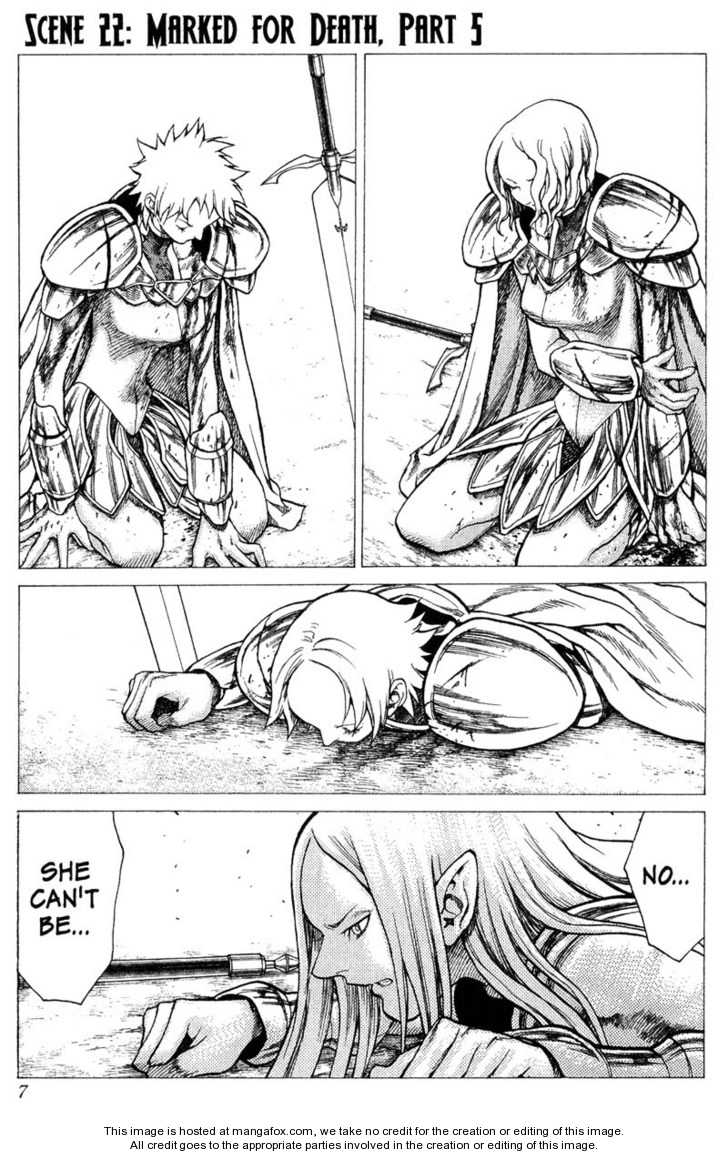 SCENE 22: MARKED FOR DEATH, PART 5
NO...
SHE
CAN'T
BE...
7
This image is hosted at mangafox.com, we take no credit for the creation or editing of this image.
All credit goes to the appropriate parties involved in the creation or editing of this image.